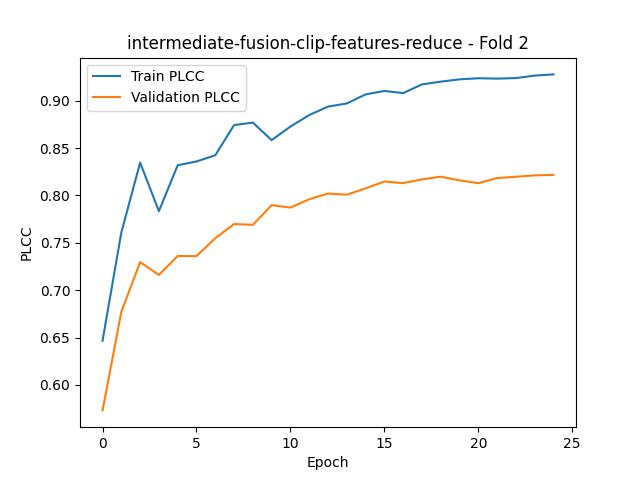 intermediate-fusion-clip-features-reduce - Fold 2
Train PLCC
Validation PLCC
PLCC
0.90
0.85
0.80
0.75
0.70
0.65
0.60
0 5 10 15 20 25
Epoch